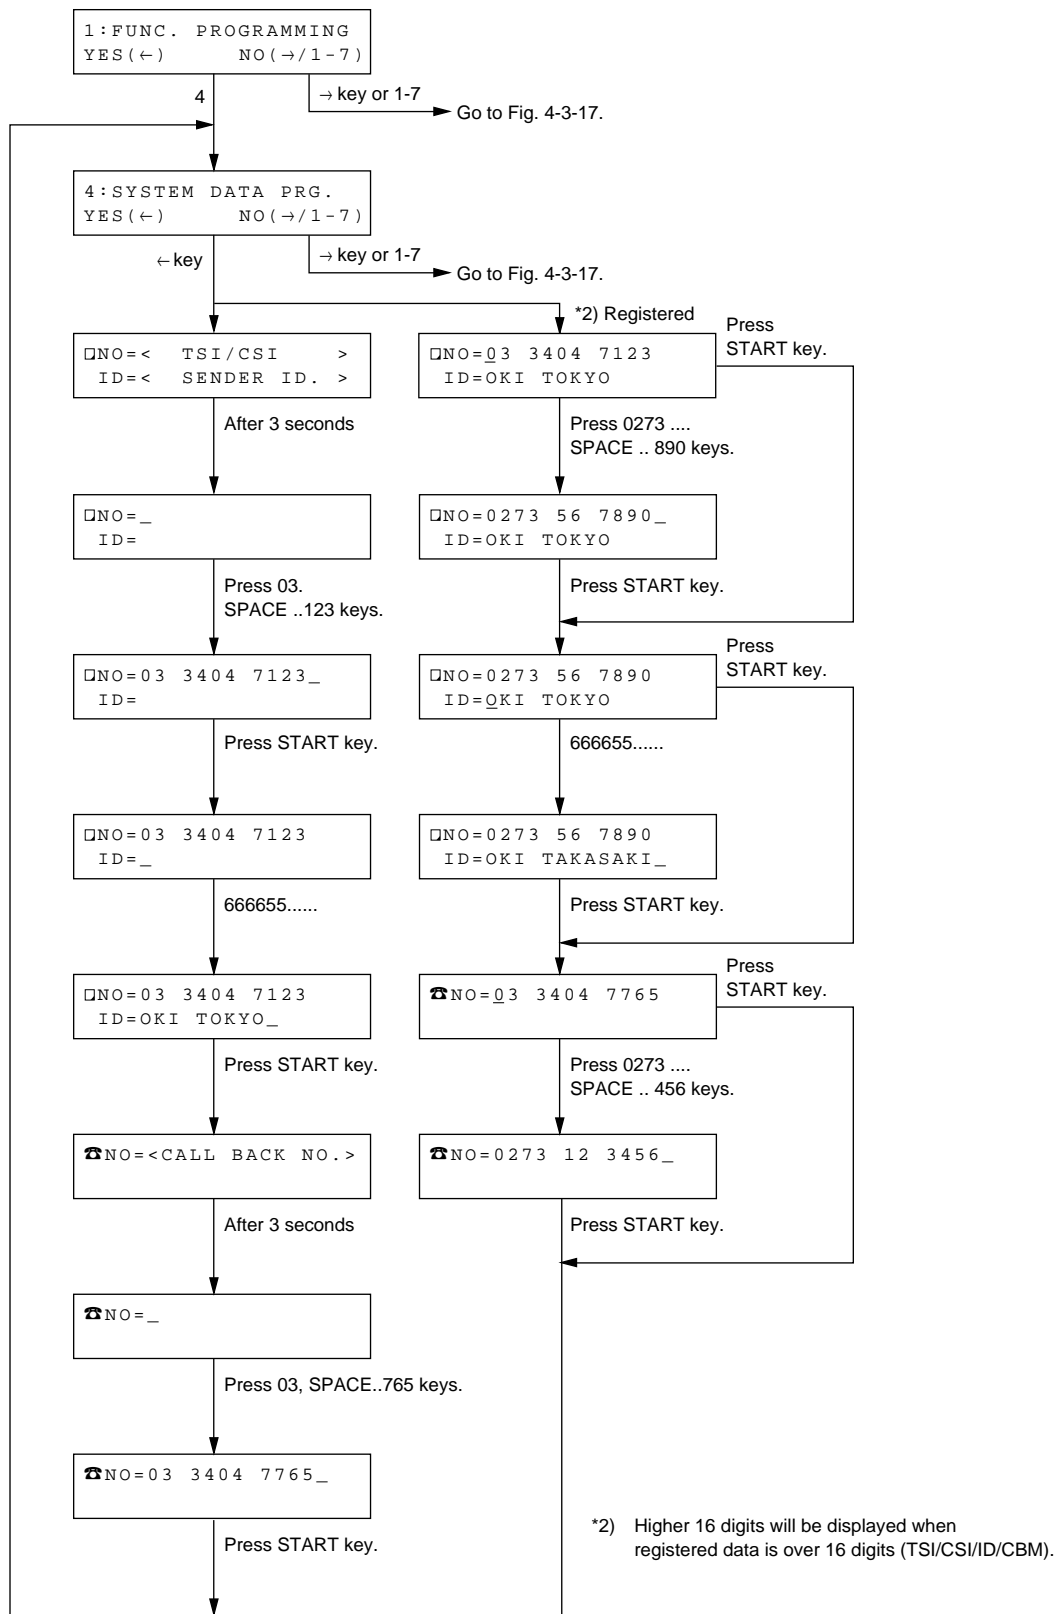 1:FUNC. PROGRAMMING
YES(←) NO(→/1-7)
4
→ key or 1-7
Go to Fig. 4-3-17.
4:SYSTEM DATA PRG.
YES(←) NO(→/1-7)
← key
→ key or 1-7
Go to Fig. 4-3-17.
NO=< TSI/CSI >
ID=< SENDER ID. >
After 3 seconds
NO=_
ID=
Press 03.
SPACE ..123 keys.
NO=03 3404 7123_
ID=
Press START key.
NO=03 3404 7123
ID=_
666655......
NO=03 3404 7123
ID=OKI TOKYO_
Press START key.
☎NO=<CALL BACK NO.>
After 3 seconds
☎NO=_
Press 03, SPACE..765 keys.
☎NO=03 3404 7765_
Press START key.
*2) Registered
NO=03 3404 7123
ID=OKI TOKYO
Press
START key.
Press 0273 ....
SPACE .. 890 keys.
NO=0273 56 7890_
ID=OKI TOKYO
Press START key.
NO=0273 56 7890
ID=OKI TOKYO
Press
START key.
666655......
NO=0273 56 7890
ID=OKI TAKASAKI_
Press START key.
☎NO=03 3404 7765
Press
START key.
Press 0273 ....
SPACE .. 456 keys.
☎NO=0273 12 3456_
Press START key.
*2) Higher 16 digits will be displayed when
registered data is over 16 digits (TSI/CSI/ID/CBM).